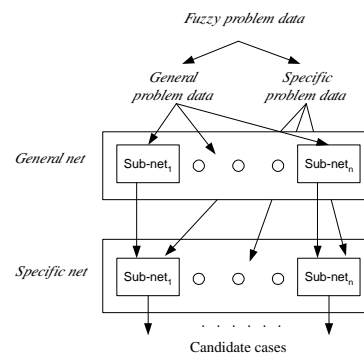 Fuzzy problem data
General
problem data
Specific
problem data
General net
Sub-net1
Sub-netn
Specific net
Sub-net1
Sub-netn
. . . . . .
Candidate cases